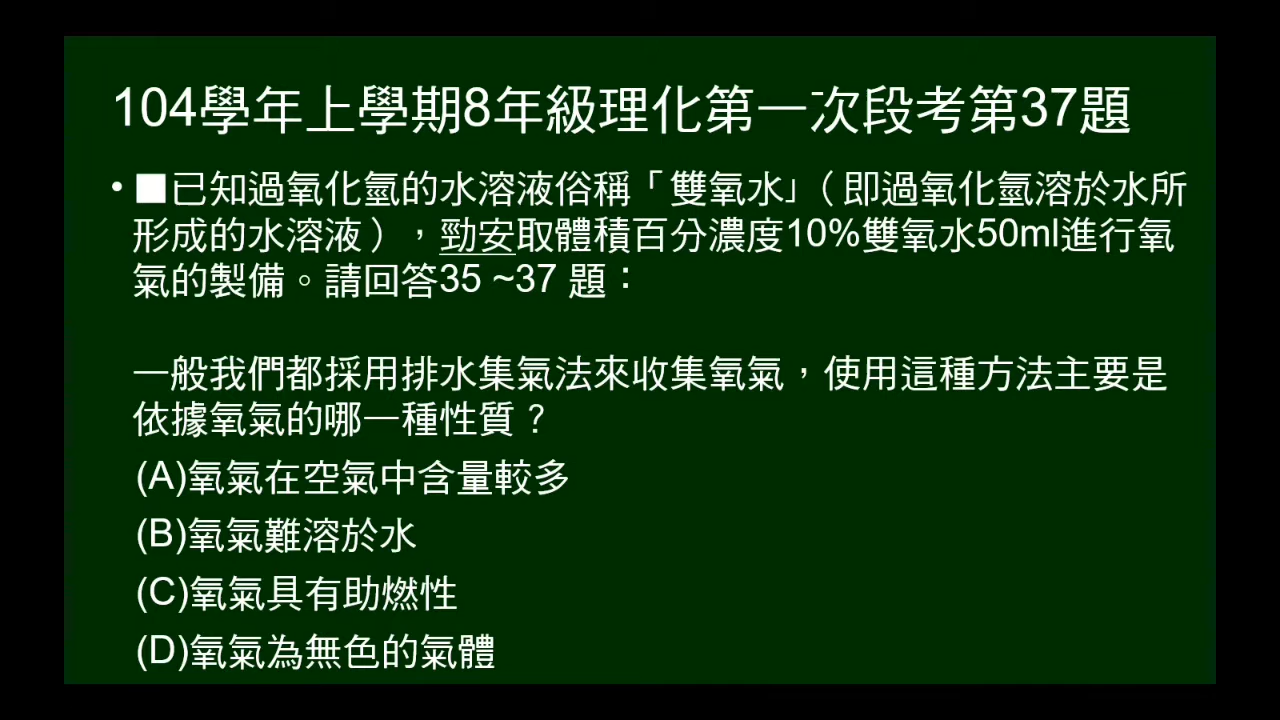 104學年上學期8年級理化第一次段考第37題
• ■已知過氧化氫的水溶液俗稱「雙氧水」（即過氧化氫溶於水所
形成的水溶液），勁安取體積百分濃度10%雙氧水50ml進行氧
氣的製備。請回答35 ~37 題：
一般我們都採用排水集氣法來收集氧氣，使用這種方法主要是
依據氧氣的哪一種性質？
(A)氧氣在空氣中含量較多
(B)氧氣難溶於水
(C)氧氣具有助燃性
(D)氧氣為無色的氣體